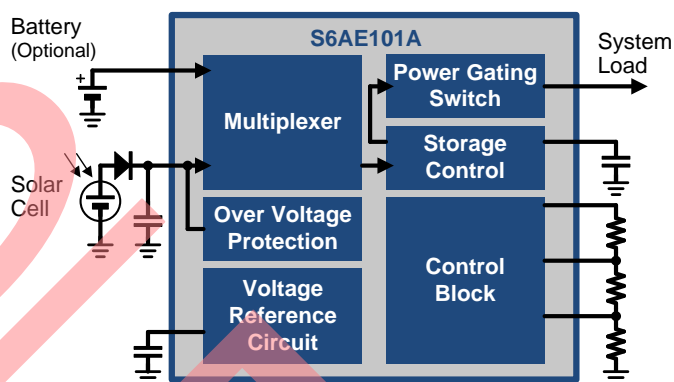 Battery
(Optional)
S6AE101A
System
Load
Power Gating
Switch
+
Multiplexer
Storage
Control
Solar
Cell
Over Voltage
Protection
Control
Block
Voltage
Reference
Circuit